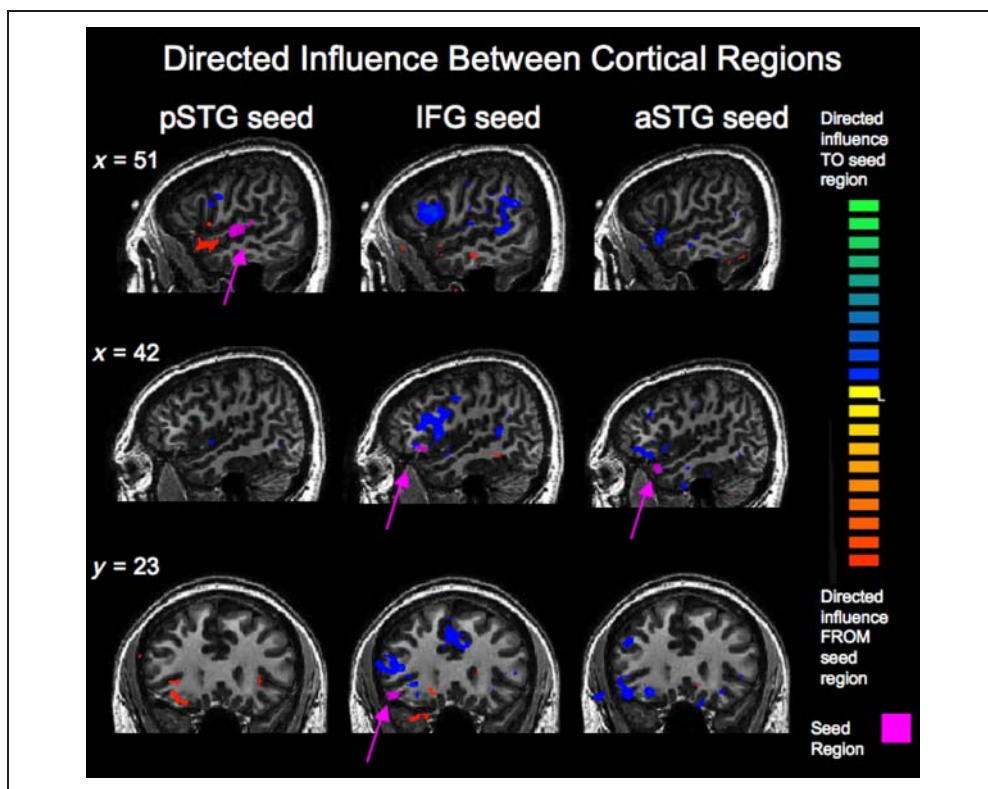 Directed Influence Between Cortical Regions
pSTG seed
IFG seed
aSTG seed
Directed
influence
TO seed
region
x = 51
x = 42
y = 23
Directed
influence
FROM
seed
region
Seed
Region